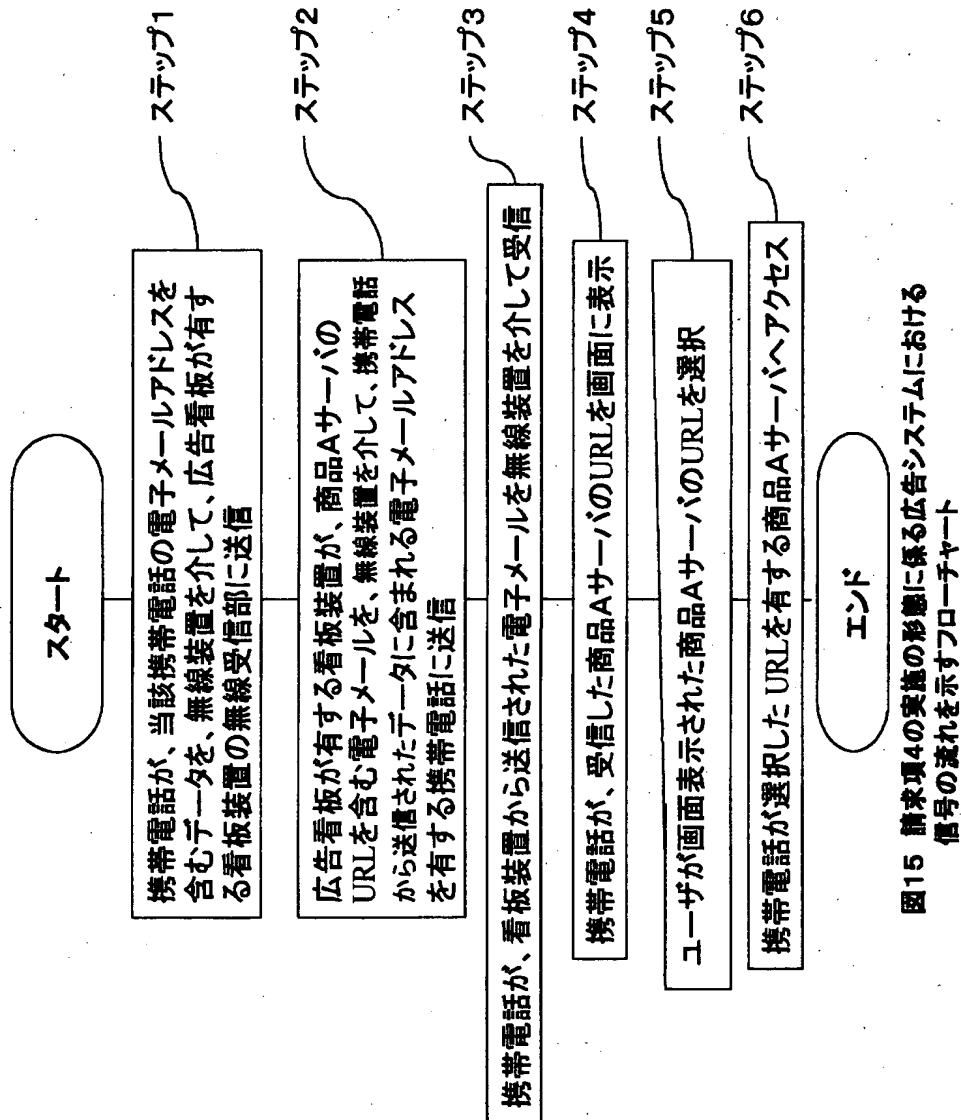 スタート
携帯電話が、当該携帯電話の電子メールアドレスを
含むデータを、無線装置を介して、広告看板が有す
る看板装置の無線受信部に送信
ステップ1
広告看板が有する看板装置が、商品Aサーバの
URLを含む電子メールを、無線装置を介して、携帯電話
から送信されたデータに含まれる電子メールアドレス
を有する携帯電話に送信
ステップ2
携帯電話が、看板装置から送信された電子メールを無線装置を介して受信
ステップ3
携帯電話が、受信した商品AサーバのURLを画面に表示
ステップ4
ユーザが画面表示された商品AサーバのURLを選択
ステップ5
携帯電話が選択した URLを有する商品Aサーバへアクセス
ステップ6
エンド
図15 請求項4の実施の形態に係る広告システムにおける
信号の流れを示すフローチャート